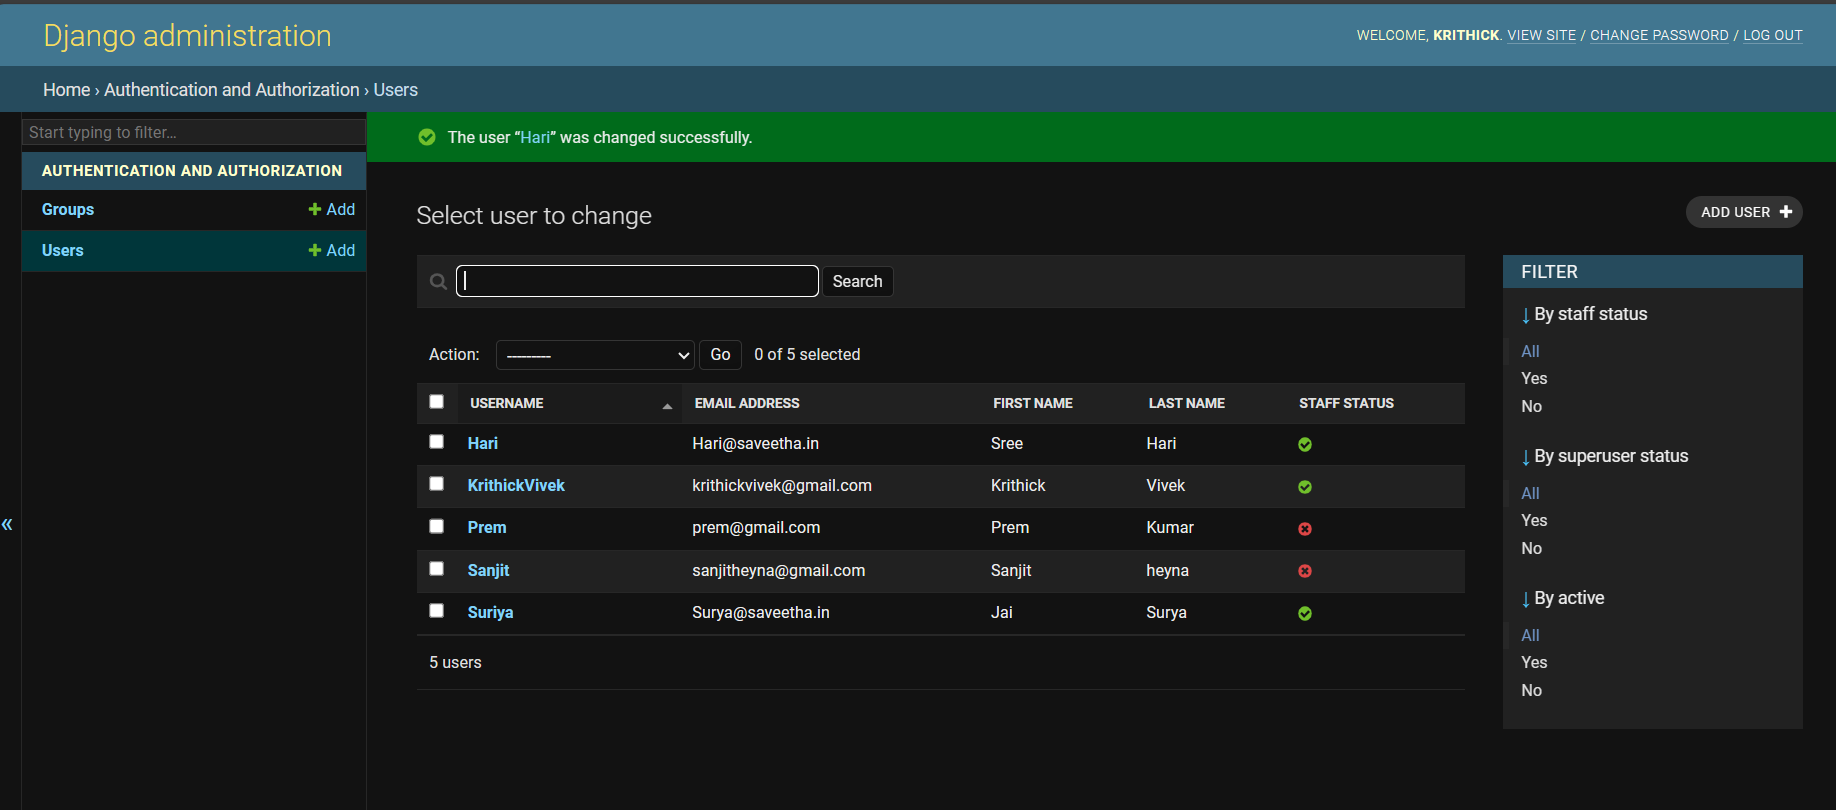 Django administration
WELCOME, KRITHICK. VIEW SITE / CHANGE PASSWORD / LOG OUT
Home › Authentication and Authorization › Users
Start typing to filter...
AUTHENTICATION AND AUTHORIZATION
Groups + Add
Users + Add
«
The user “Hari” was changed successfully.
Select user to change
ADD USER +
Search
Action: --------- Go 0 of 5 selected
USERNAME EMAIL ADDRESS FIRST NAME LAST NAME STAFF STATUS
Hari Hari@saveetha.in Sree Hari
KrithickVivek krithickvivek@gmail.com Krithick Vivek
Prem prem@gmail.com Prem Kumar
Sanjit sanjitheyna@gmail.com Sanjit heyna
Suriya Surya@saveetha.in Jai Surya
5 users
FILTER
↓ By staff status
All
Yes
No
↓ By superuser status
All
Yes
No
↓ By active
All
Yes
No